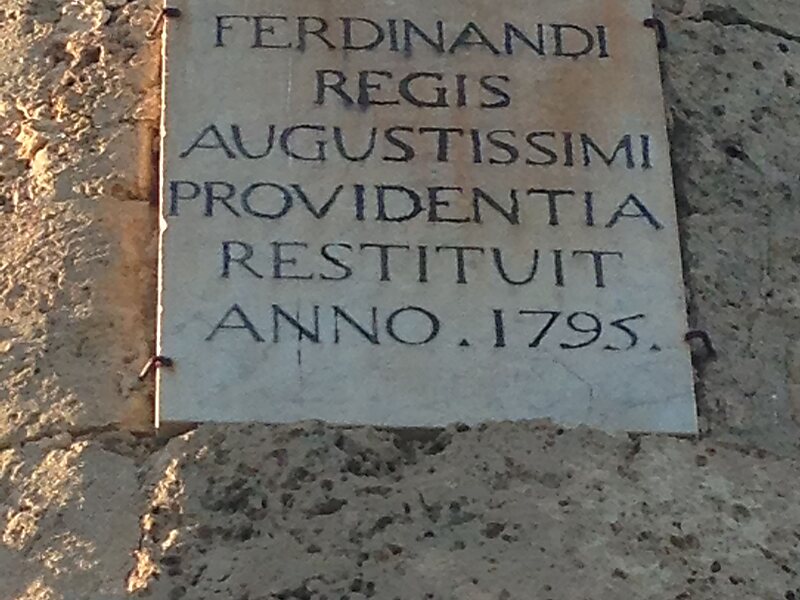 FERDINANDI
REGIS
AUGUSTISSIMI
PROVIDENTIA
RESTITUIT
ANNO . 1795.